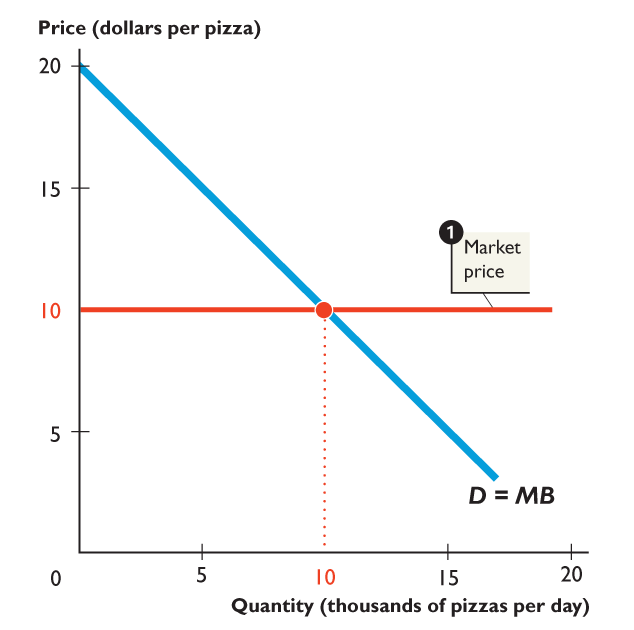 Price (dollars per pizza)
20
15
1
Market
price
10
5
D = MB
0
5
10
15
20
Quantity (thousands of pizzas per day)